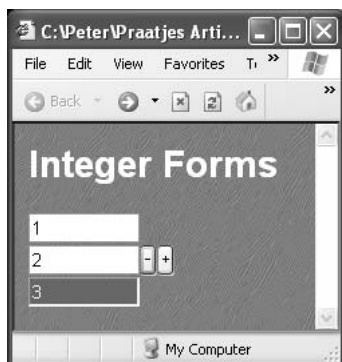 C:\Peter\Praatjes Arti...
File Edit View Favorites T »
Back »
Integer Forms
1
2 - +
3
My Computer